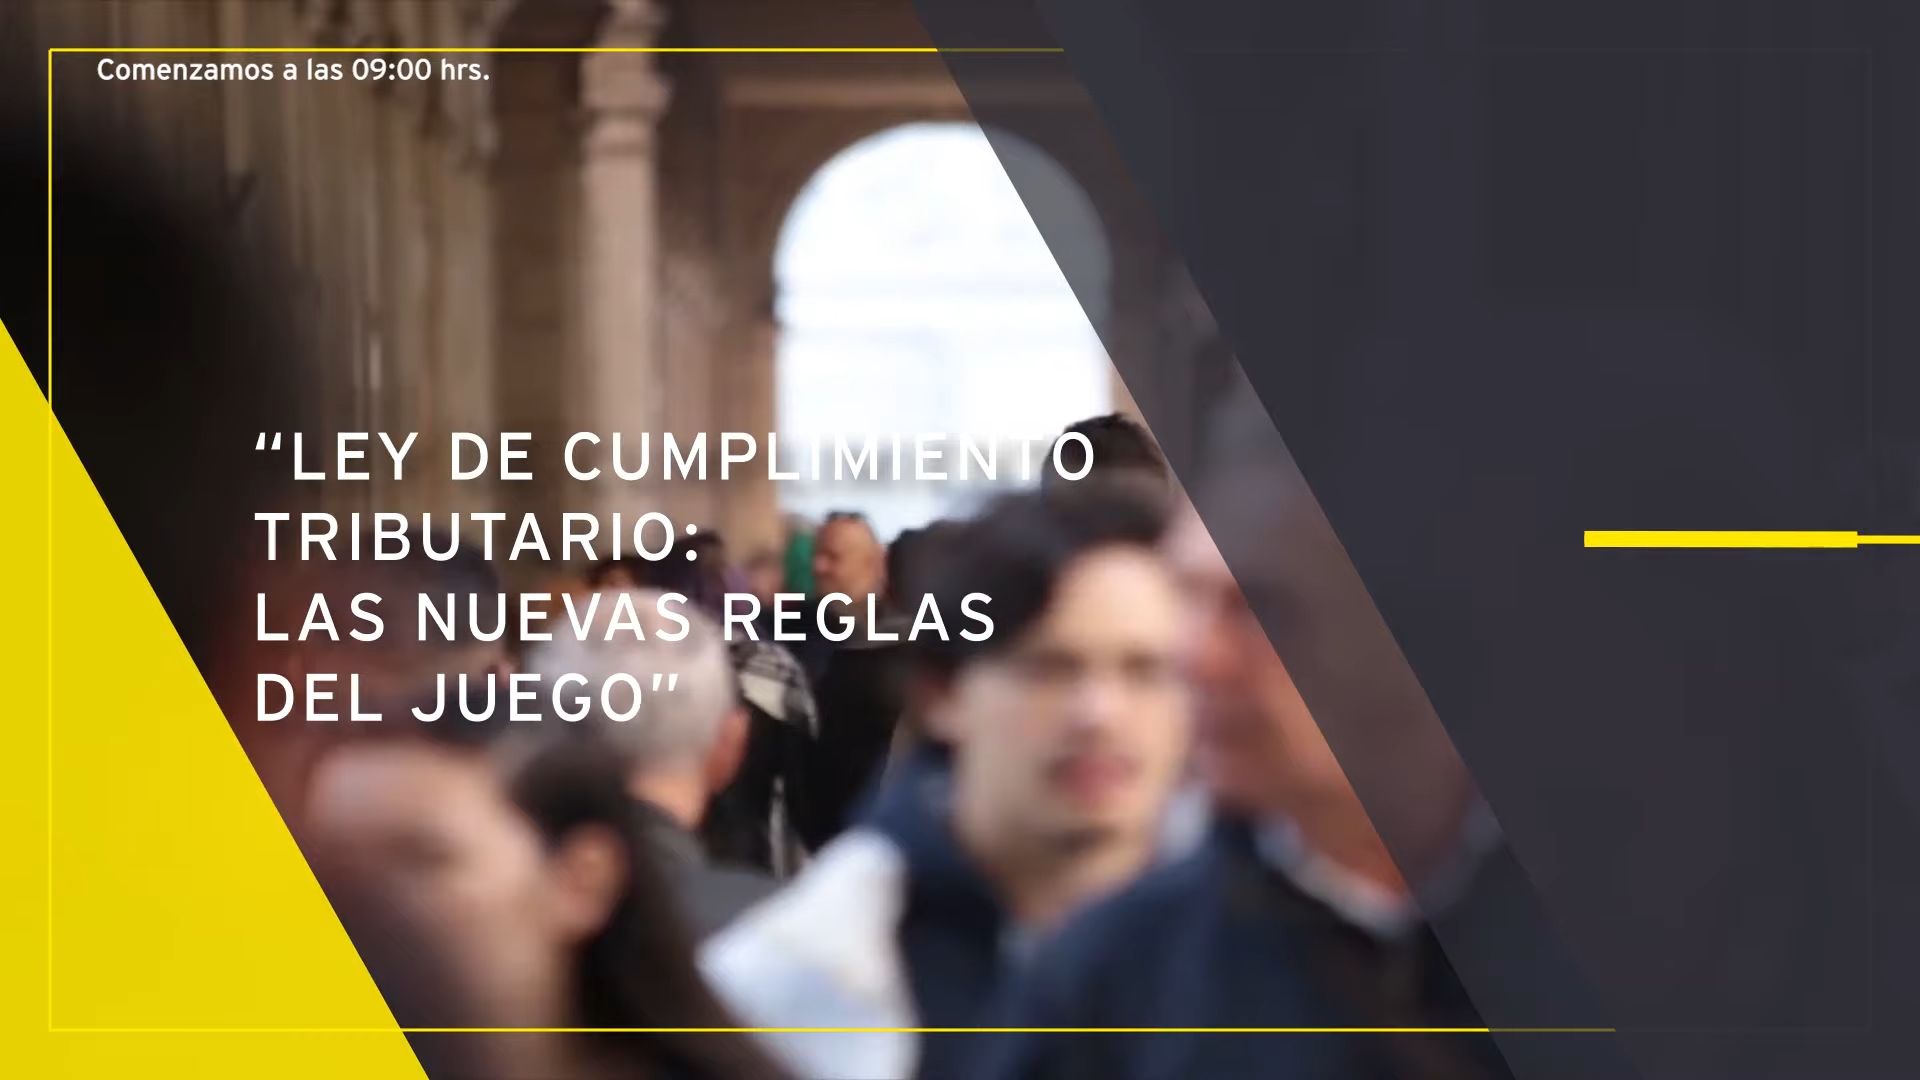 Comenzamos a las 09:00 hrs.
“LEY DE CUMPLIMIENTO
TRIBUTARIO:
LAS NUEVAS REGLAS
DEL JUEGO”